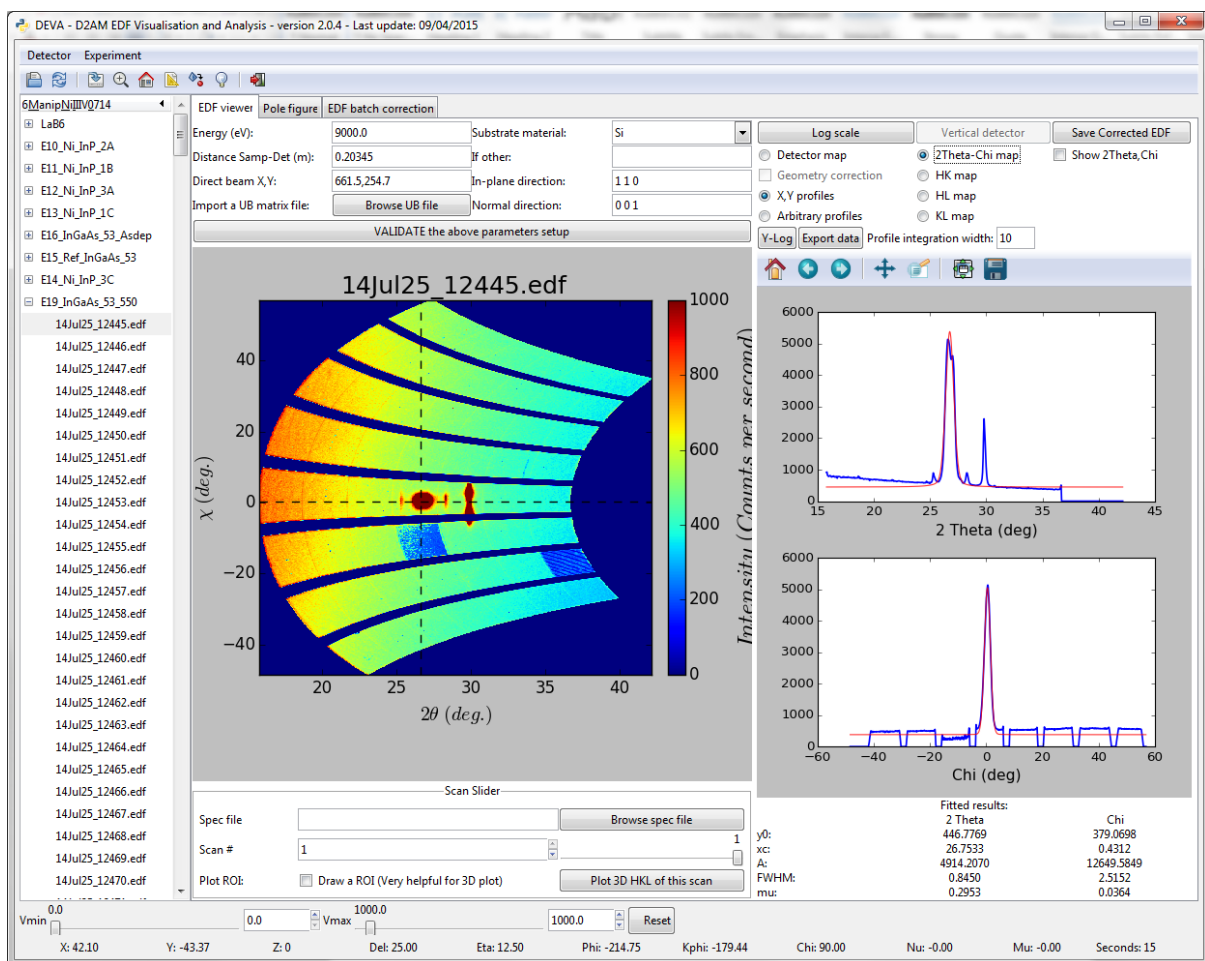 DEVA - D2AM EDF Visualisation and Analysis - version 2.0.4 - Last update: 09/04/2015
Detector Experiment
6ManipNiIIIV0714
LaB6
E10_Ni_InP_2A
E11_Ni_InP_1B
E12_Ni_InP_3A
E13_Ni_InP_1C
E16_InGaAs_53_Asdep
E15_Ref_InGaAs_53
E14_Ni_InP_3C
E19_InGaAs_53_550
14Jul25_12445.edf
14Jul25_12446.edf
14Jul25_12447.edf
14Jul25_12448.edf
14Jul25_12449.edf
14Jul25_12450.edf
14Jul25_12451.edf
14Jul25_12452.edf
14Jul25_12453.edf
14Jul25_12454.edf
14Jul25_12455.edf
14Jul25_12456.edf
14Jul25_12457.edf
14Jul25_12458.edf
14Jul25_12459.edf
14Jul25_12460.edf
14Jul25_12461.edf
14Jul25_12462.edf
14Jul25_12463.edf
14Jul25_12464.edf
14Jul25_12465.edf
14Jul25_12466.edf
14Jul25_12467.edf
14Jul25_12468.edf
14Jul25_12469.edf
14Jul25_12470.edf
EDF viewer Pole figure EDF batch correction
Energy (eV): 9000.0 Substrate material: Si
Distance Samp-Det (m): 0.20345 If other:
Direct beam X,Y: 661.5,254.7 In-plane direction: 1 1 0
Import a UB matrix file: Browse UB file Normal direction: 0 0 1
VALIDATE the above parameters setup
Log scale Vertical detector Save Corrected EDF
Detector map 2Theta-Chi map Show 2Theta,Chi
Geometry correction HK map
X,Y profiles HL map
Arbitrary profiles KL map
Y-Log Export data Profile integration width: 10
14Jul25_12445.edf
40
20
0
−20
−40
χ (deg.)
20 25 30 35 40
2θ (deg.)
1000
800
600
400
200
0
Intensity (Counts per second)
6000
5000
4000
3000
2000
1000
0
15 20 25 30 35 40 45
2 Theta (deg)
6000
5000
4000
3000
2000
1000
0
−60 −40 −20 0 20 40 60
Chi (deg)
Scan Slider
Spec file Browse spec file
Scan # 1 1
Plot ROI: Draw a ROI (Very helpful for 3D plot) Plot 3D HKL of this scan
Fitted results:
2 Theta Chi
y0: 446.7769 379.0698
xc: 26.7533 0.4312
A: 4914.2070 12649.5849
FWHM: 0.8450 2.5152
mu: 0.2953 0.0364
Vmin 0.0 0.0 Vmax 1000.0 1000.0 Reset
X: 42.10 Y: -43.37 Z: 0 Del: 25.00 Eta: 12.50 Phi: -214.75 Kphi: -179.44 Chi: 90.00 Nu: -0.00 Mu: -0.00 Seconds: 15